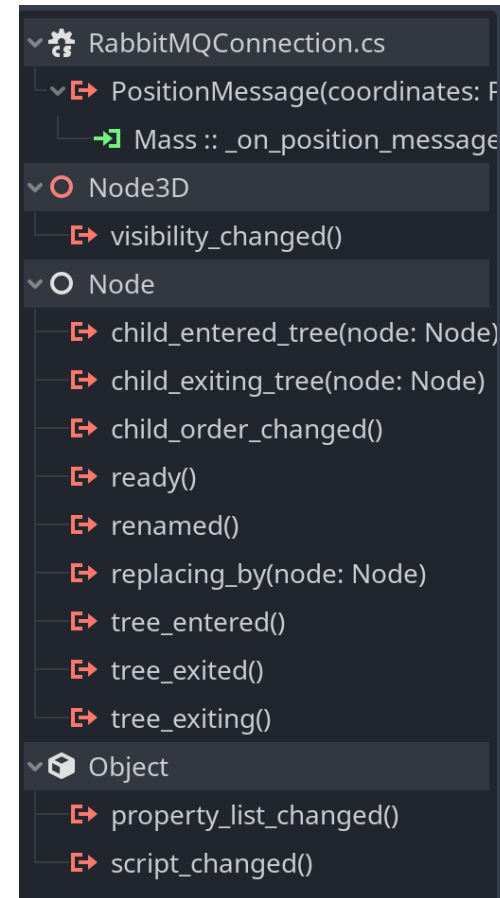 RabbitMQConnection.cs
PositionMessage(coordinates: F
Mass :: _on_position_message
Node3D
visibility_changed()
Node
child_entered_tree(node: Node)
child_exiting_tree(node: Node)
child_order_changed()
ready()
renamed()
replacing_by(node: Node)
tree_entered()
tree_exited()
tree_exiting()
Object
property_list_changed()
script_changed()